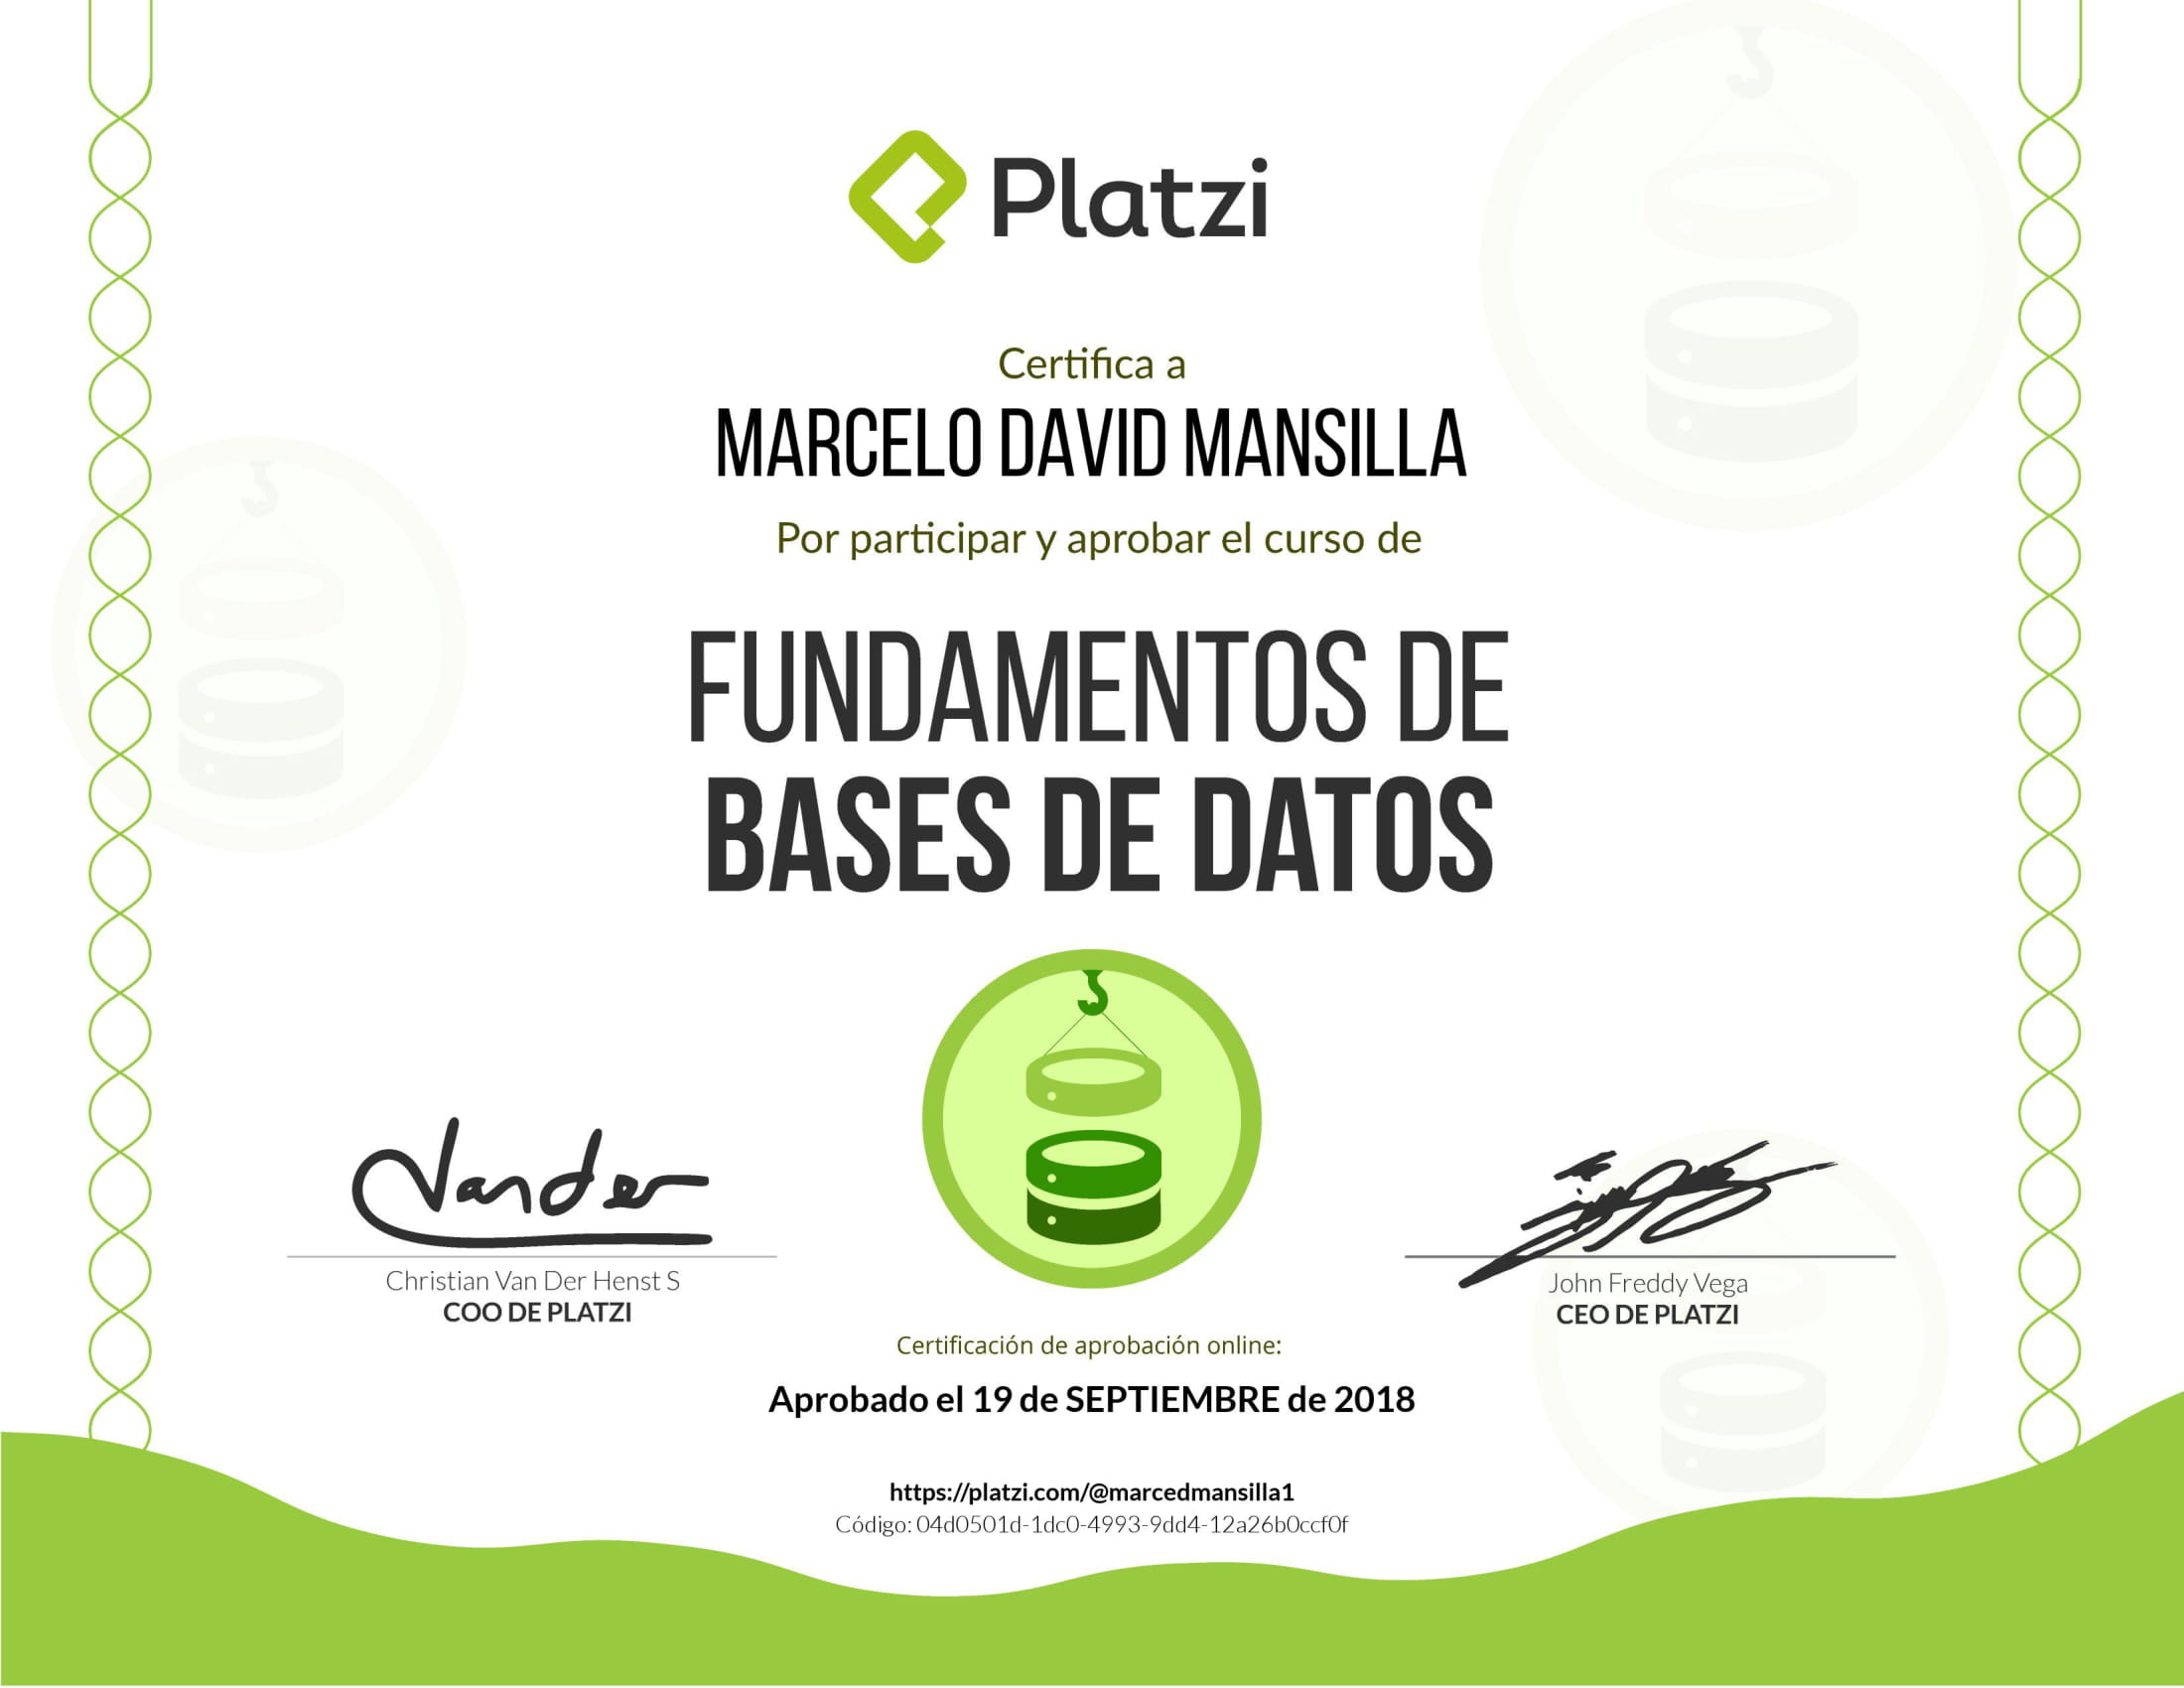 Platzi
Certifica a
MARCELO DAVID MANSILLA
Por participar y aprobar el curso de
FUNDAMENTOS DE
BASES DE DATOS
Vander
Christian Van Der Henst S
COO DE PLATZI
John Freddy Vega
CEO DE PLATZI
Certificación de aprobación online:
Aprobado el 19 de SEPTIEMBRE de 2018
https://platzi.com/@marcedmansilla1
Código: 04d0501d-1dc0-4993-9dd4-12a26b0ccf0f